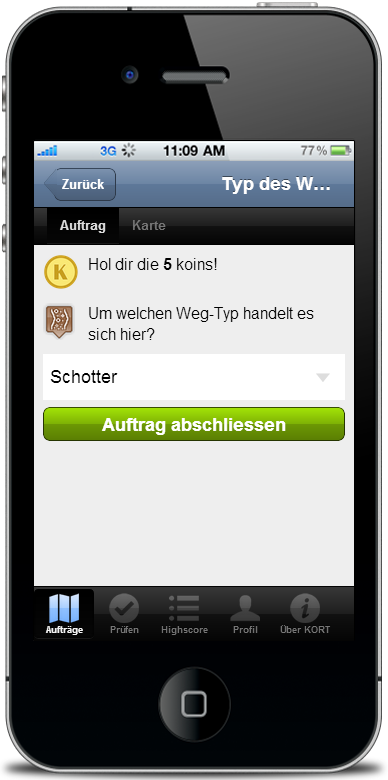 3G 11:09 AM 77%
Zurück Typ des W...
Auftrag Karte
K Hol dir die 5 koins!
Um welchen Weg-Typ handelt es
sich hier?
Schotter
Auftrag abschliessen
Aufträge Prüfen Highscore Profil Über KORT